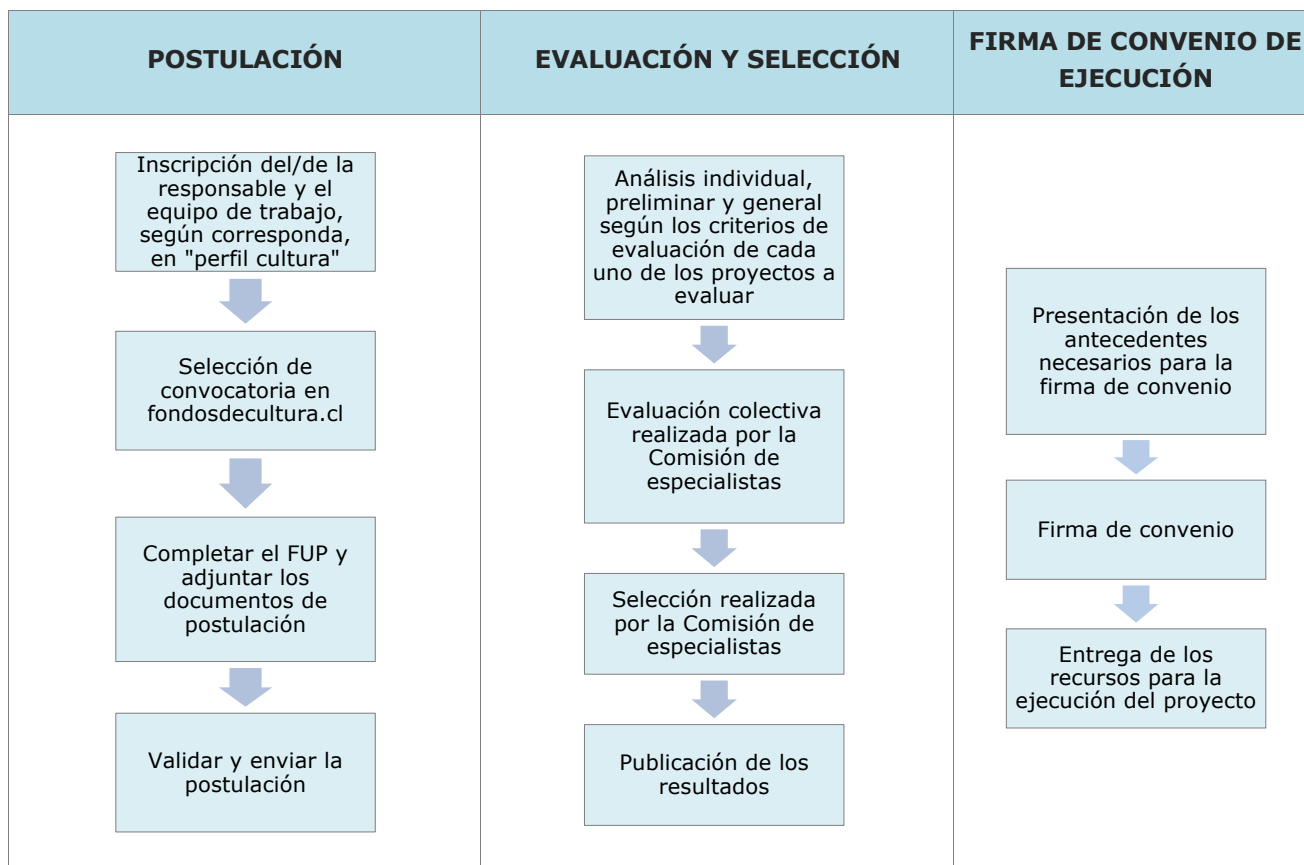 POSTULACIÓN
Inscripción del/de la
responsable y el
equipo de trabajo,
según corresponda,
en "perfil cultura"
Selección de
convocatoria en
fondosdecultura.cl
Completar el FUP y
adjuntar los
documentos de
postulación
Validar y enviar la
postulación
EVALUACIÓN Y SELECCIÓN
Análisis individual,
preliminar y general
según los criterios de
evaluación de cada
uno de los proyectos a
evaluar
Evaluación colectiva
realizada por la
Comisión de
especialistas
Selección realizada
por la Comisión de
especialistas
Publicación de los
resultados
FIRMA DE CONVENIO DE
EJECUCIÓN
Presentación de los
antecedentes
necesarios para la
firma de convenio
Firma de convenio
Entrega de los
recursos para la
ejecución del proyecto